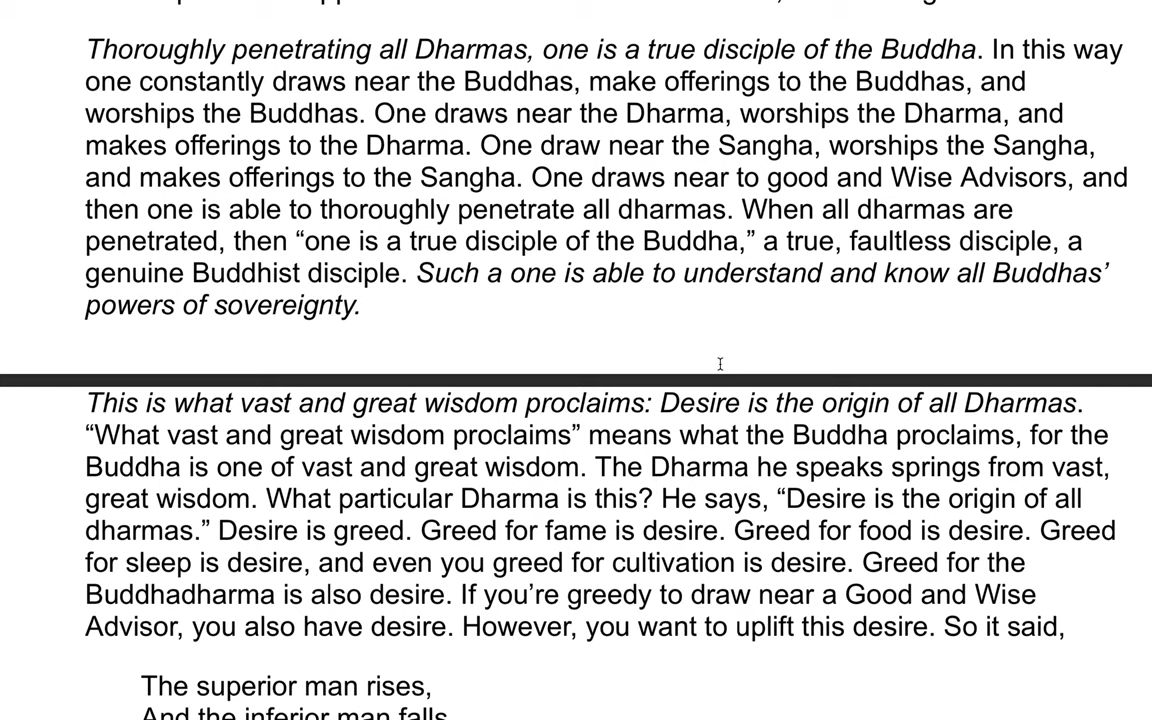 Thoroughly penetrating all Dharmas, one is a true disciple of the Buddha. In this way
one constantly draws near the Buddhas, make offerings to the Buddhas, and
worships the Buddhas. One draws near the Dharma, worships the Dharma, and
makes offerings to the Dharma. One draw near the Sangha, worships the Sangha,
and makes offerings to the Sangha. One draws near to good and Wise Advisors, and
then one is able to thoroughly penetrate all dharmas. When all dharmas are
penetrated, then “one is a true disciple of the Buddha,” a true, faultless disciple, a
genuine Buddhist disciple. Such a one is able to understand and know all Buddhas’
powers of sovereignty.
This is what vast and great wisdom proclaims: Desire is the origin of all Dharmas.
“What vast and great wisdom proclaims” means what the Buddha proclaims, for the
Buddha is one of vast and great wisdom. The Dharma he speaks springs from vast,
great wisdom. What particular Dharma is this? He says, “Desire is the origin of all
dharmas.” Desire is greed. Greed for fame is desire. Greed for food is desire. Greed
for sleep is desire, and even you greed for cultivation is desire. Greed for the
Buddhadharma is also desire. If you’re greedy to draw near a Good and Wise
Advisor, you also have desire. However, you want to uplift this desire. So it said,
The superior man rises,
And the inferior man falls